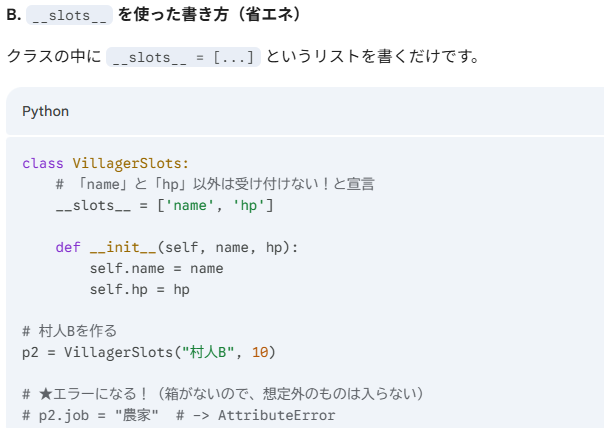 B. __slots__ を使った書き方（省エネ）
クラスの中に __slots__ = [...] というリストを書くだけです。
Python
class VillagerSlots:
    # 「name」と「hp」以外は受け付けない！と宣言
    __slots__ = ['name', 'hp']

    def __init__(self, name, hp):
        self.name = name
        self.hp = hp

# 村人Bを作る
p2 = VillagerSlots("村人B", 10)

# ★エラーになる！（箱がないので、想定外のものは入らない）
# p2.job = "農家"  # -> AttributeError